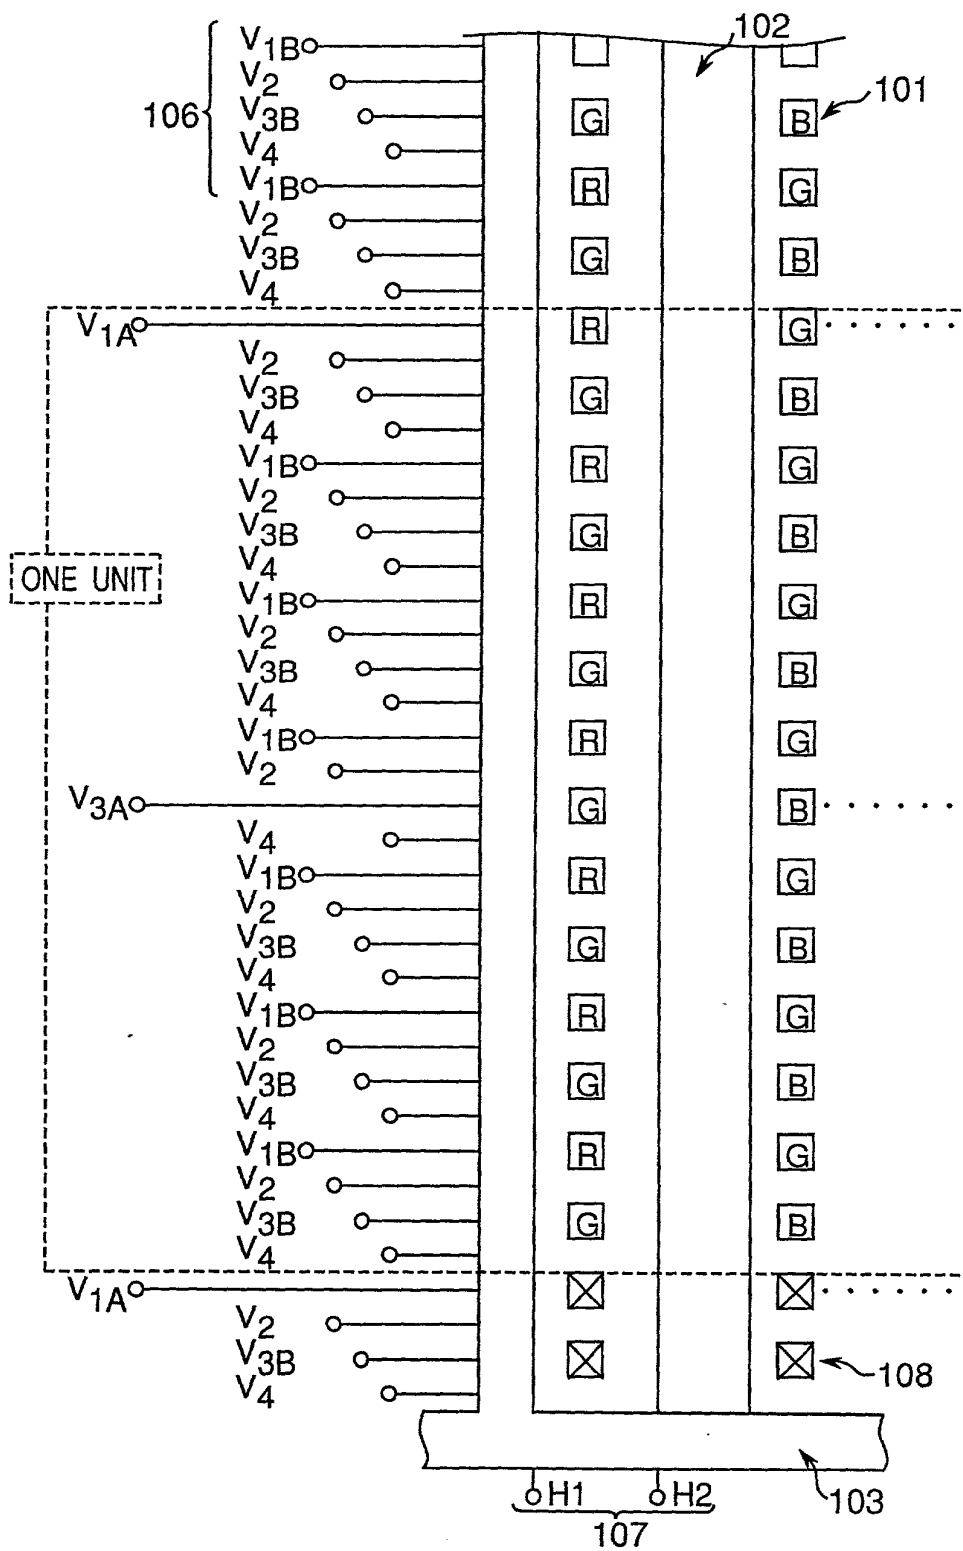 102
V1B
V2
106 V3B G B 101
V4
V1B R G
V2
V3B G B
V4
V1A R G
V2
V3B G B
V4
V1B R G
V2
V3B G B
V4
ONE UNIT
V1B R G
V2
V3B G B
V4
V1B R G
V2
V3A G B
V4
V1B R G
V2
V3B G B
V4
V1B R G
V2
V3B G B
V4
V1B R G
V2
V3B G B
V4
V1A
V2
V3B 108
V4
H1 H2 103
107